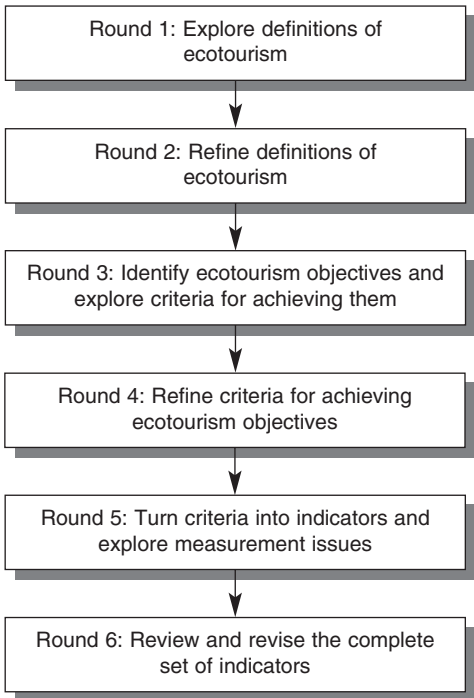 Round 1: Explore definitions of
ecotourism
Round 2: Refine definitions of
ecotourism
Round 3: Identify ecotourism objectives and
explore criteria for achieving them
Round 4: Refine criteria for achieving
ecotourism objectives
Round 5: Turn criteria into indicators and
explore measurement issues
Round 6: Review and revise the complete
set of indicators